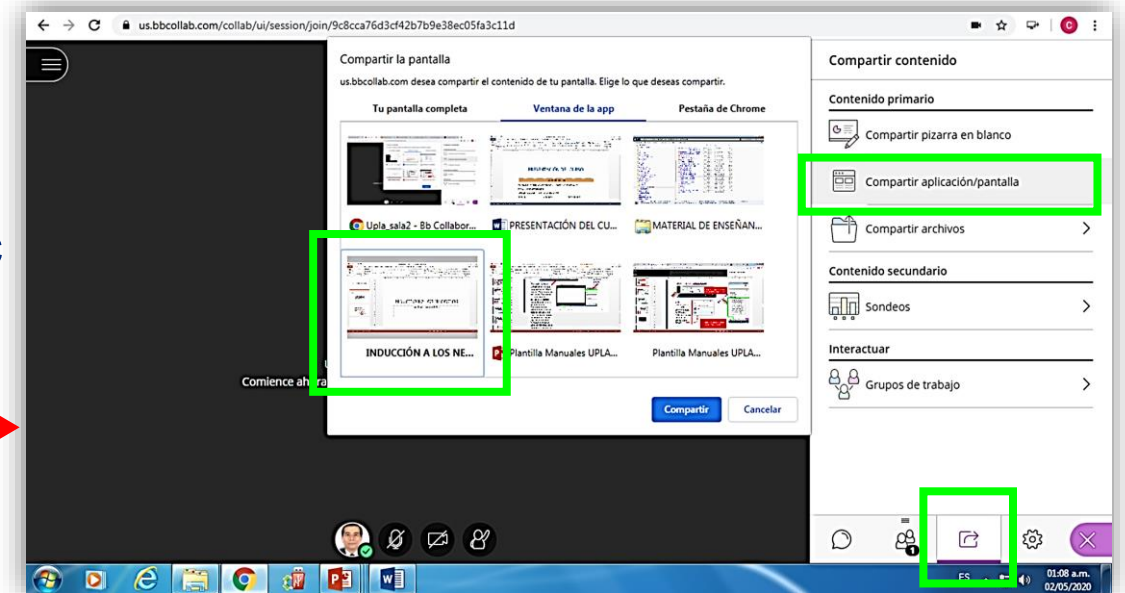 us.bbcollab.com/collab/ui/session/join/9c8cca76d3cf42b7b9e38ec05fa3c11d
C
Compartir la pantalla
us.bbcollab.com desea compartir el contenido de tu pantalla. Elige lo que deseas compartir.
Tu pantalla completa
Ventana de la app
Pestaña de Chrome
Upla_sala2 - Bb Collabor...
PRESENTACIÓN DEL CU...
MATERIAL DE ENSEÑAN...
INDUCCIÓN A LOS NE...
Plantilla Manuales UPLA...
Plantilla Manuales UPLA...
Compartir
Cancelar
Comience ahora
Compartir contenido
Contenido primario
Compartir pizarra en blanco
Compartir aplicación/pantalla
Compartir archivos
Contenido secundario
Sondeos
Interactuar
Grupos de trabajo
1
ES
01:08 a.m.
02/05/2020